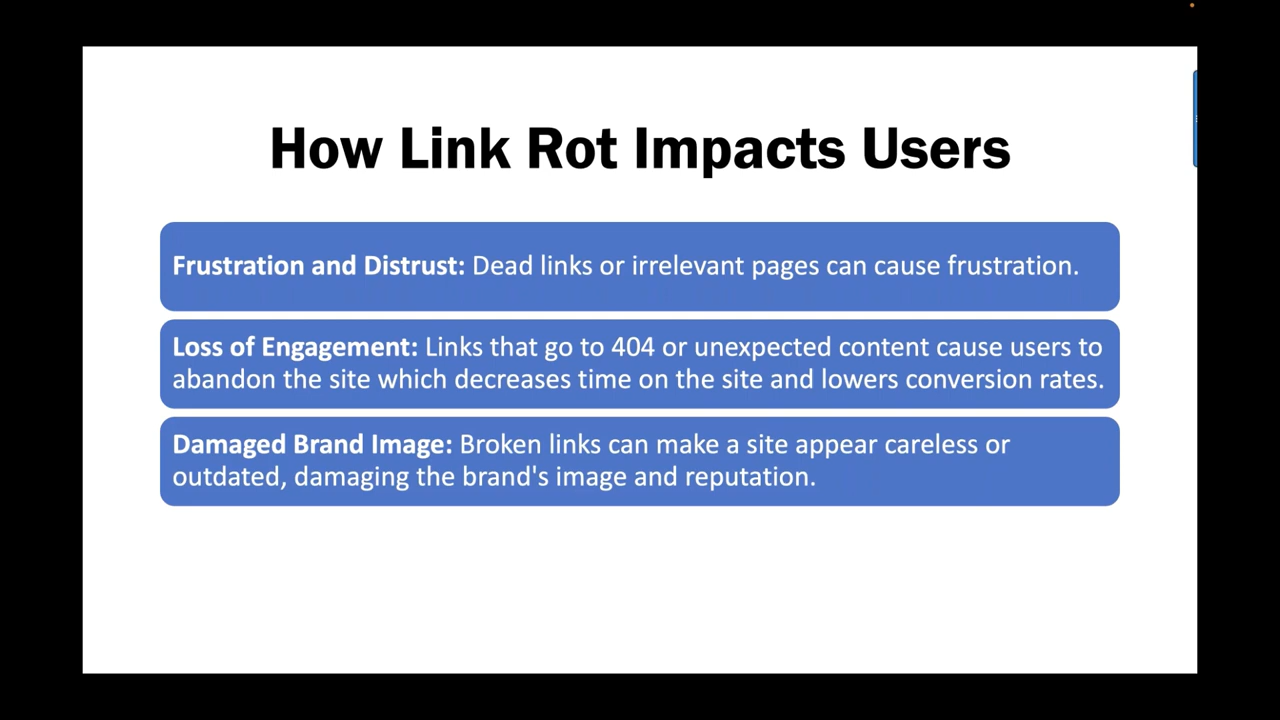 How Link Rot Impacts Users
Frustration and Distrust: Dead links or irrelevant pages can cause frustration.
Loss of Engagement: Links that go to 404 or unexpected content cause users to
abandon the site which decreases time on the site and lowers conversion rates.
Damaged Brand Image: Broken links can make a site appear careless or
outdated, damaging the brand's image and reputation.